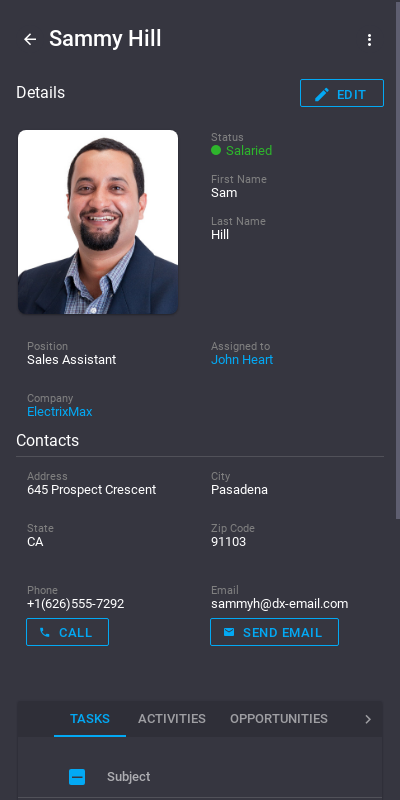 Sammy Hill
Details
EDIT
Status
Salaried
First Name
Sam
Last Name
Hill
Position
Sales Assistant
Assigned to
John Heart
Company
ElectrixMax
Contacts
Address
645 Prospect Crescent
City
Pasadena
State
CA
Zip Code
91103
Phone
+1(626)555-7292
CALL
Email
sammyh@dx-email.com
SEND EMAIL
TASKS ACTIVITIES OPPORTUNITIES
Subject